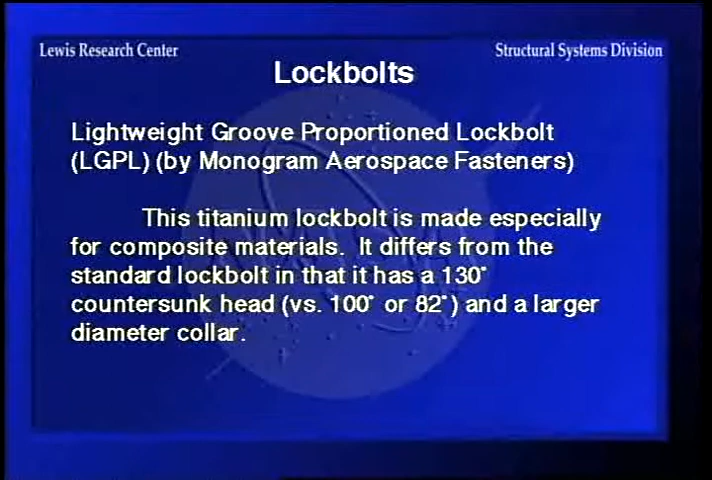 Lewis Research Center
Structural Systems Division
Lockbolts
Lightweight Groove Proportioned Lockbolt
(LGPL) (by Monogram Aerospace Fasteners)
This titanium lockbolt is made especially
for composite materials. It differs from the
standard lockbolt in that it has a 130°
countersunk head (vs. 100° or 82°) and a larger
diameter collar.